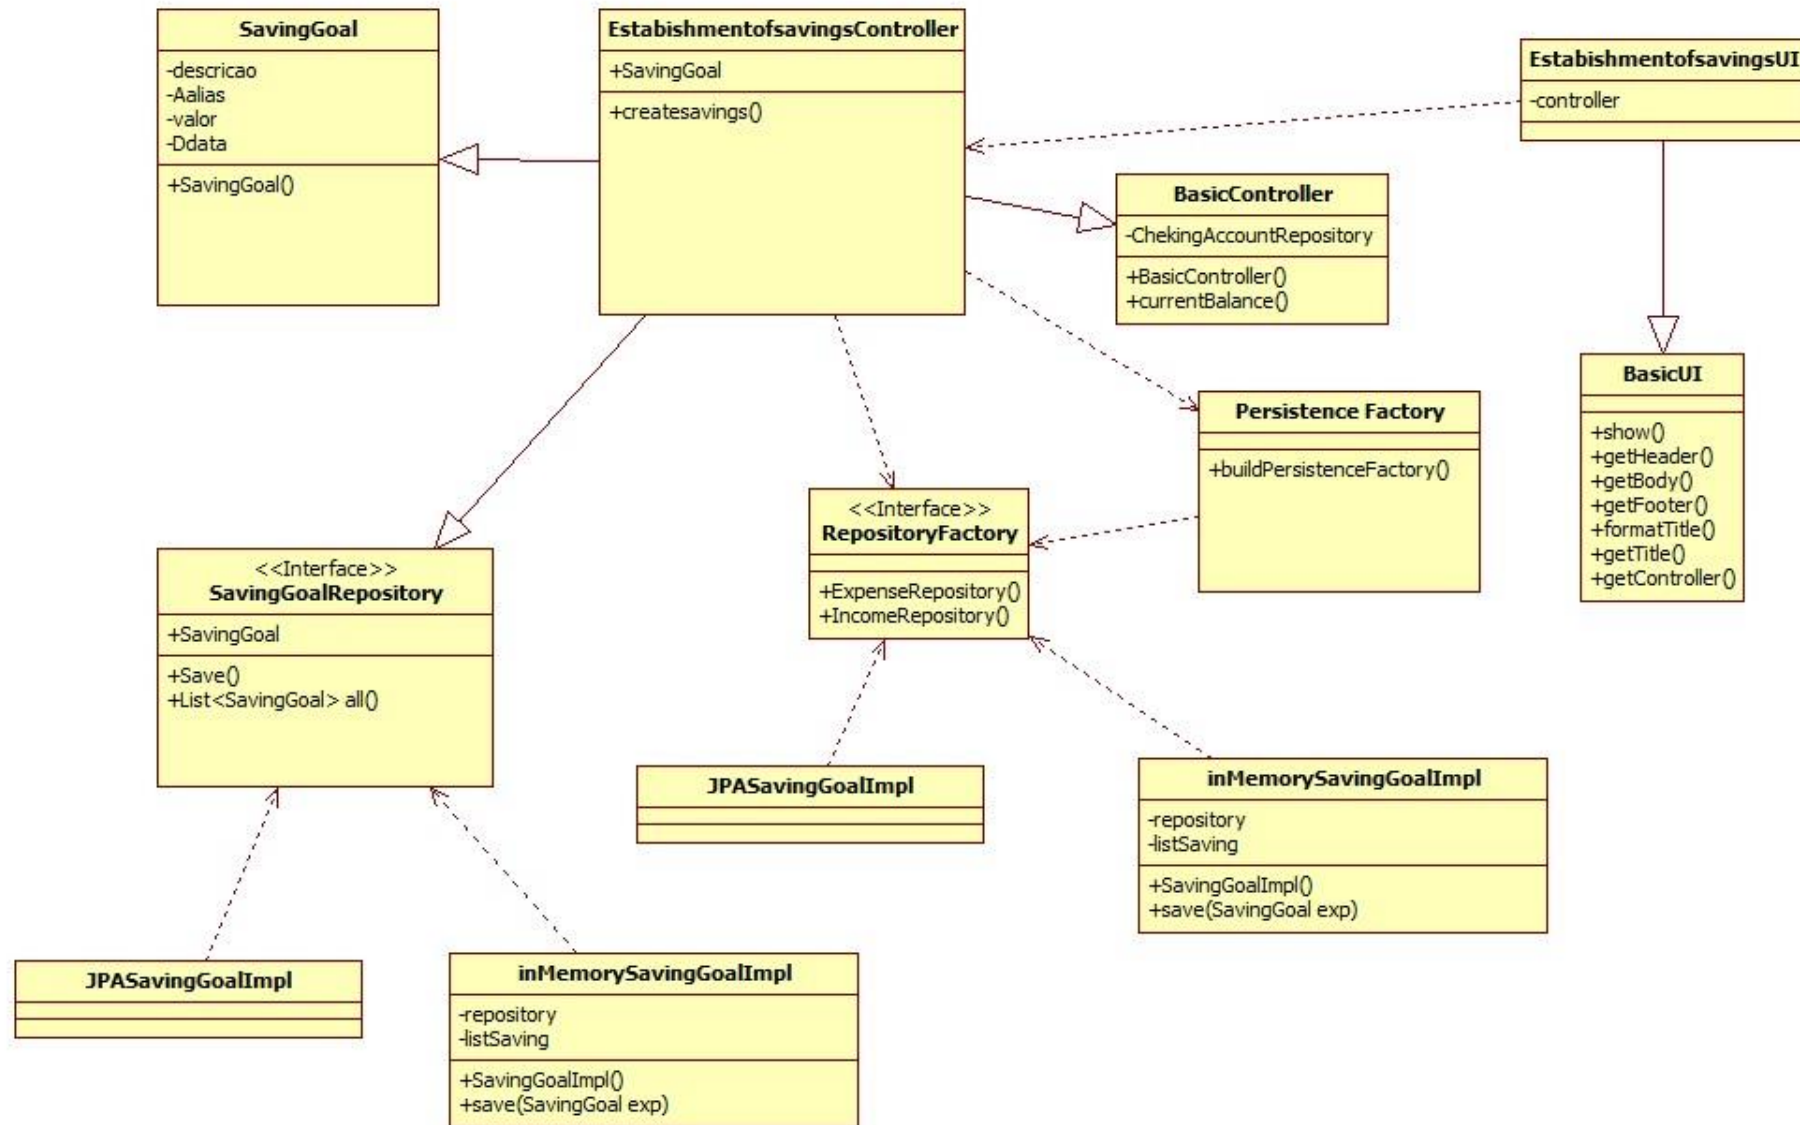 SavingGoal
-descricao
-Aalias
-valor
-Ddata
+SavingGoal()
EstabishmentofsavingsController
+SavingGoal
+createsavings()
EstabishmentofsavingsUI
-controller
BasicController
-ChekingAccountRepository
+BasicController()
+currentBalance()
BasicUI
+show()
+getHeader()
+getBody()
+getFooter()
+formatTitle()
+getTitle()
+getController()
Persistence Factory
+buildPersistenceFactory()
<<Interface>>
RepositoryFactory
+ExpenseRepository()
+IncomeRepository()
<<Interface>>
SavingGoalRepository
+SavingGoal
+Save()
+List<SavingGoal> all()
JPASavingGoalImpl
inMemorySavingGoalImpl
-repository
-listSaving
+SavingGoalImpl()
+save(SavingGoal exp)
JPASavingGoalImpl
inMemorySavingGoalImpl
-repository
-listSaving
+SavingGoalImpl()
+save(SavingGoal exp)